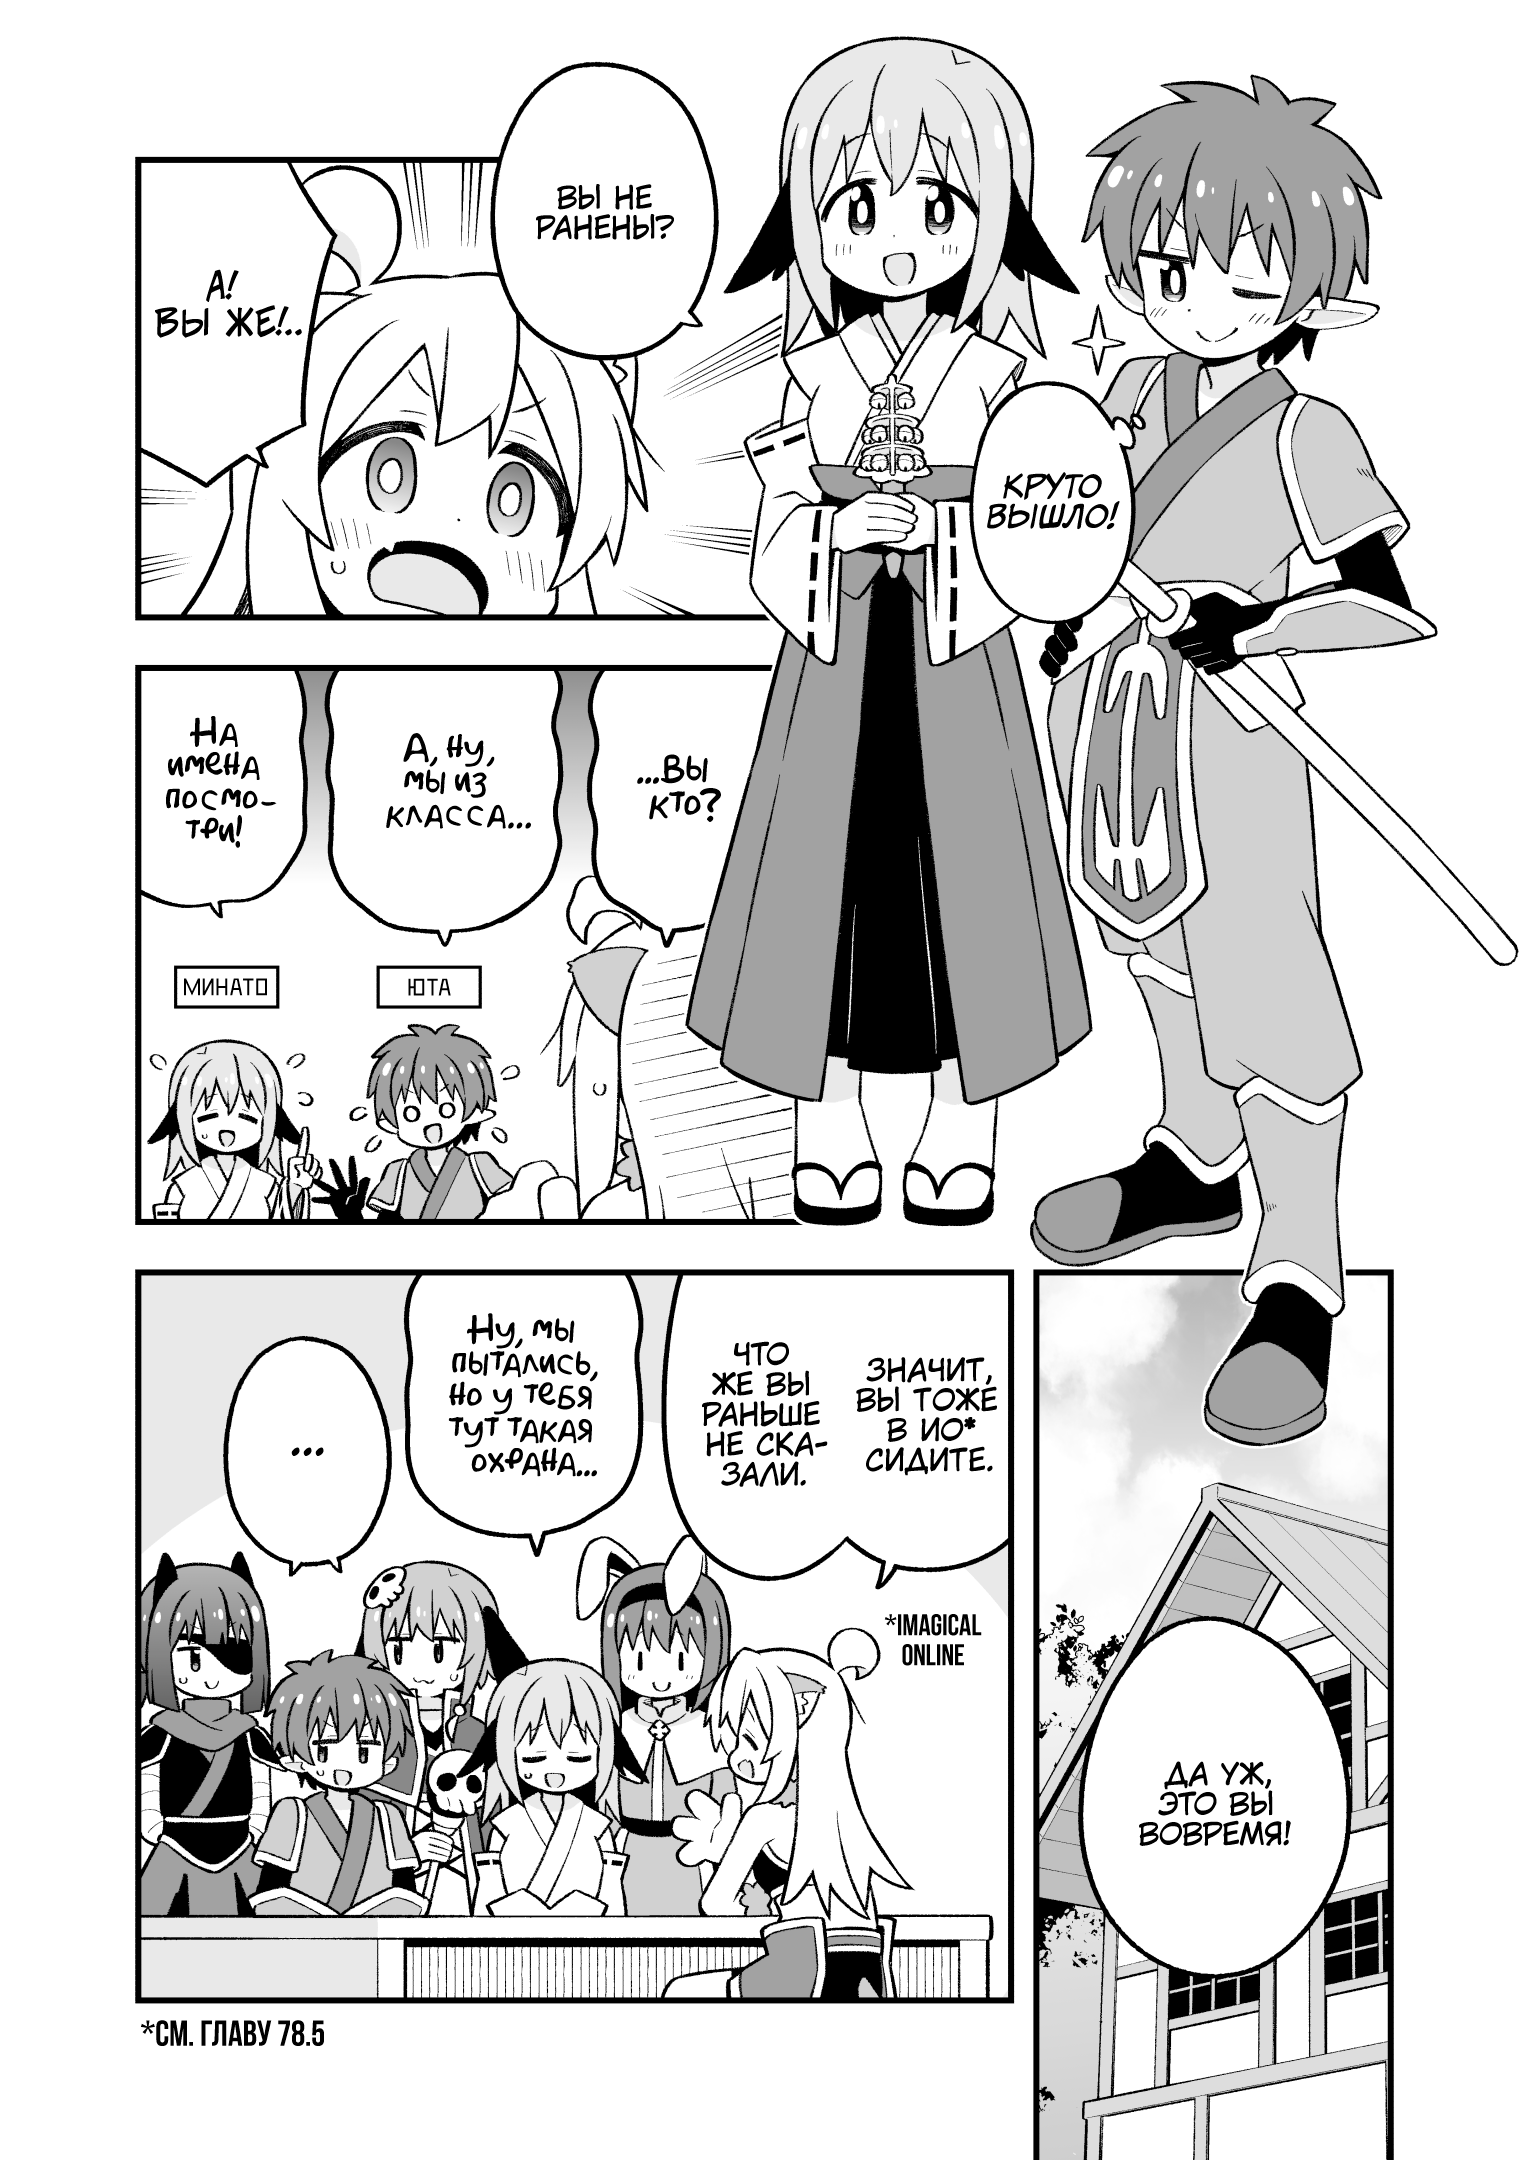 КРУТО
ВЫШЛО!
ВЫ НЕ
РАНЕНЫ?
А!
ВЫ ЖЕ!..
...ВЫ
КТО?
А, НУ,
МЫ ИЗ
КЛАССА...
НА
ИМЕНА
ПОСМО-
ТРИ!
ЮТА
МИНАТО
ДА УЖ,
ЭТО ВЫ
ВОВРЕМЯ!
ЗНАЧИТ,
ВЫ ТОЖЕ
В ИО*
СИДИТЕ.
ЧТО
ЖЕ ВЫ
РАНЬШЕ
НЕ СКА-
ЗАЛИ.
НУ, МЫ
ПЫТАЛИСЬ,
НО У ТЕБЯ
ТУТ ТАКАЯ
ОХРАНА...
...
*IMAGICAL
ONLINE
*СМ. ГЛАВУ 78.5